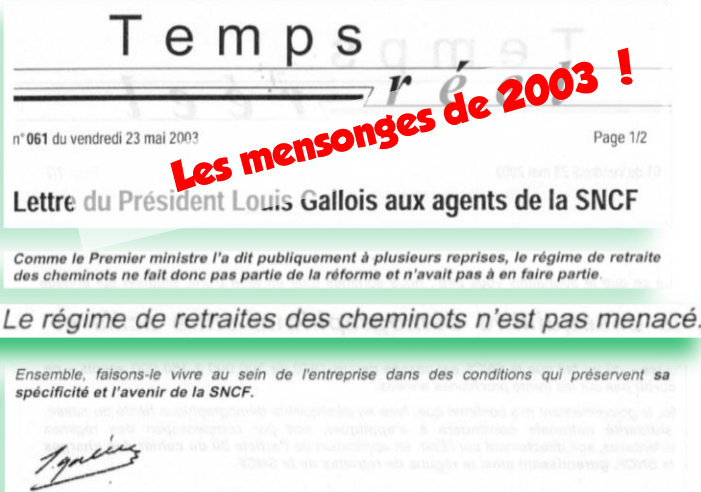 Temps
réel
Les mensonges de 2003 !
n°061 du vendredi 23 mai 2003
Page 1/2
Lettre du Président Louis Gallois aux agents de la SNCF
Comme le Premier ministre l'a dit publiquement à plusieurs reprises, le régime de retraite
des cheminots ne fait donc pas partie de la réforme et n'avait pas à en faire partie.
Le régime de retraites des cheminots n'est pas menacé.
Ensemble, faisons-le vivre au sein de l'entreprise dans des conditions qui préservent sa
spécificité et l'avenir de la SNCF.